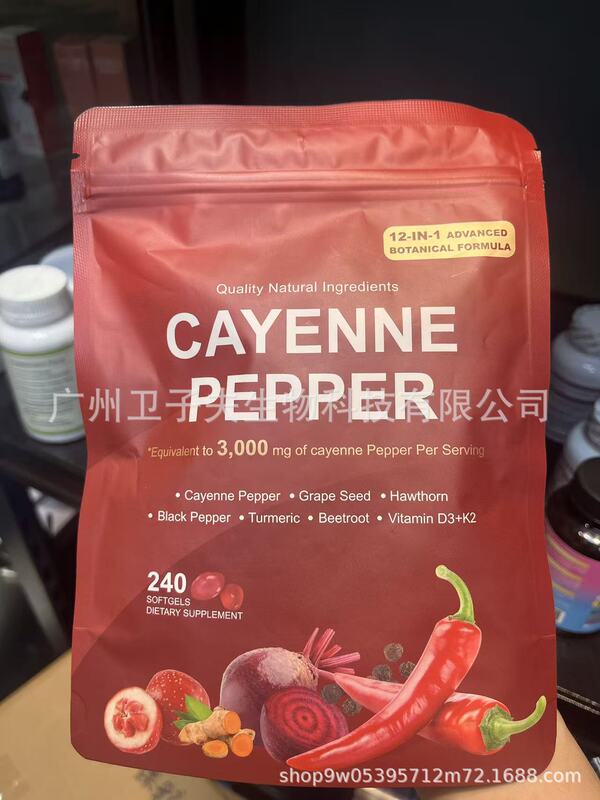 12-IN-1 ADVANCED
BOTANICAL FORMULA
Quality Natural Ingredients
CAYENNE
PEPPER
广州卫子夫生物科技有限公司
*Equivalent to 3,000 mg of cayenne Pepper Per Serving
• Cayenne Pepper • Grape Seed • Hawthorn
• Black Pepper • Turmeric • Beetroot • Vitamin D3+K2
240
SOFTGELS
DIETARY SUPPLEMENT
shop9w05395712m72.1688.com